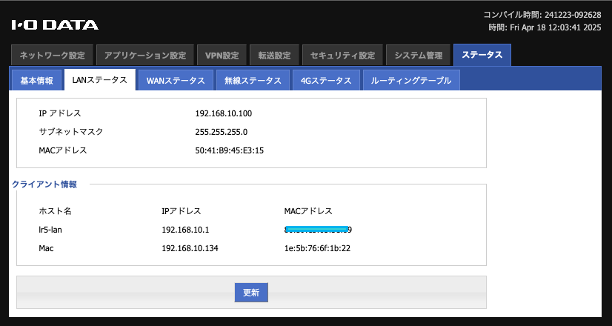 I-O DATA
コンパイル時間: 241223-092628
時間: Fri Apr 18 12:03:41 2025
ネットワーク設定 アプリケーション設定 VPN設定 転送設定 セキュリティ設定 システム管理 ステータス
基本情報 LANステータス WANステータス 無線ステータス 4Gステータス ルーティングテーブル
IP アドレス 192.168.10.100
サブネットマスク 255.255.255.0
MACアドレス 50:41:B9:45:E3:15
クライアント情報
ホスト名 IPアドレス MACアドレス
lrS-lan 192.168.10.1
Mac 192.168.10.134 1e:5b:76:6f:1b:22
更新